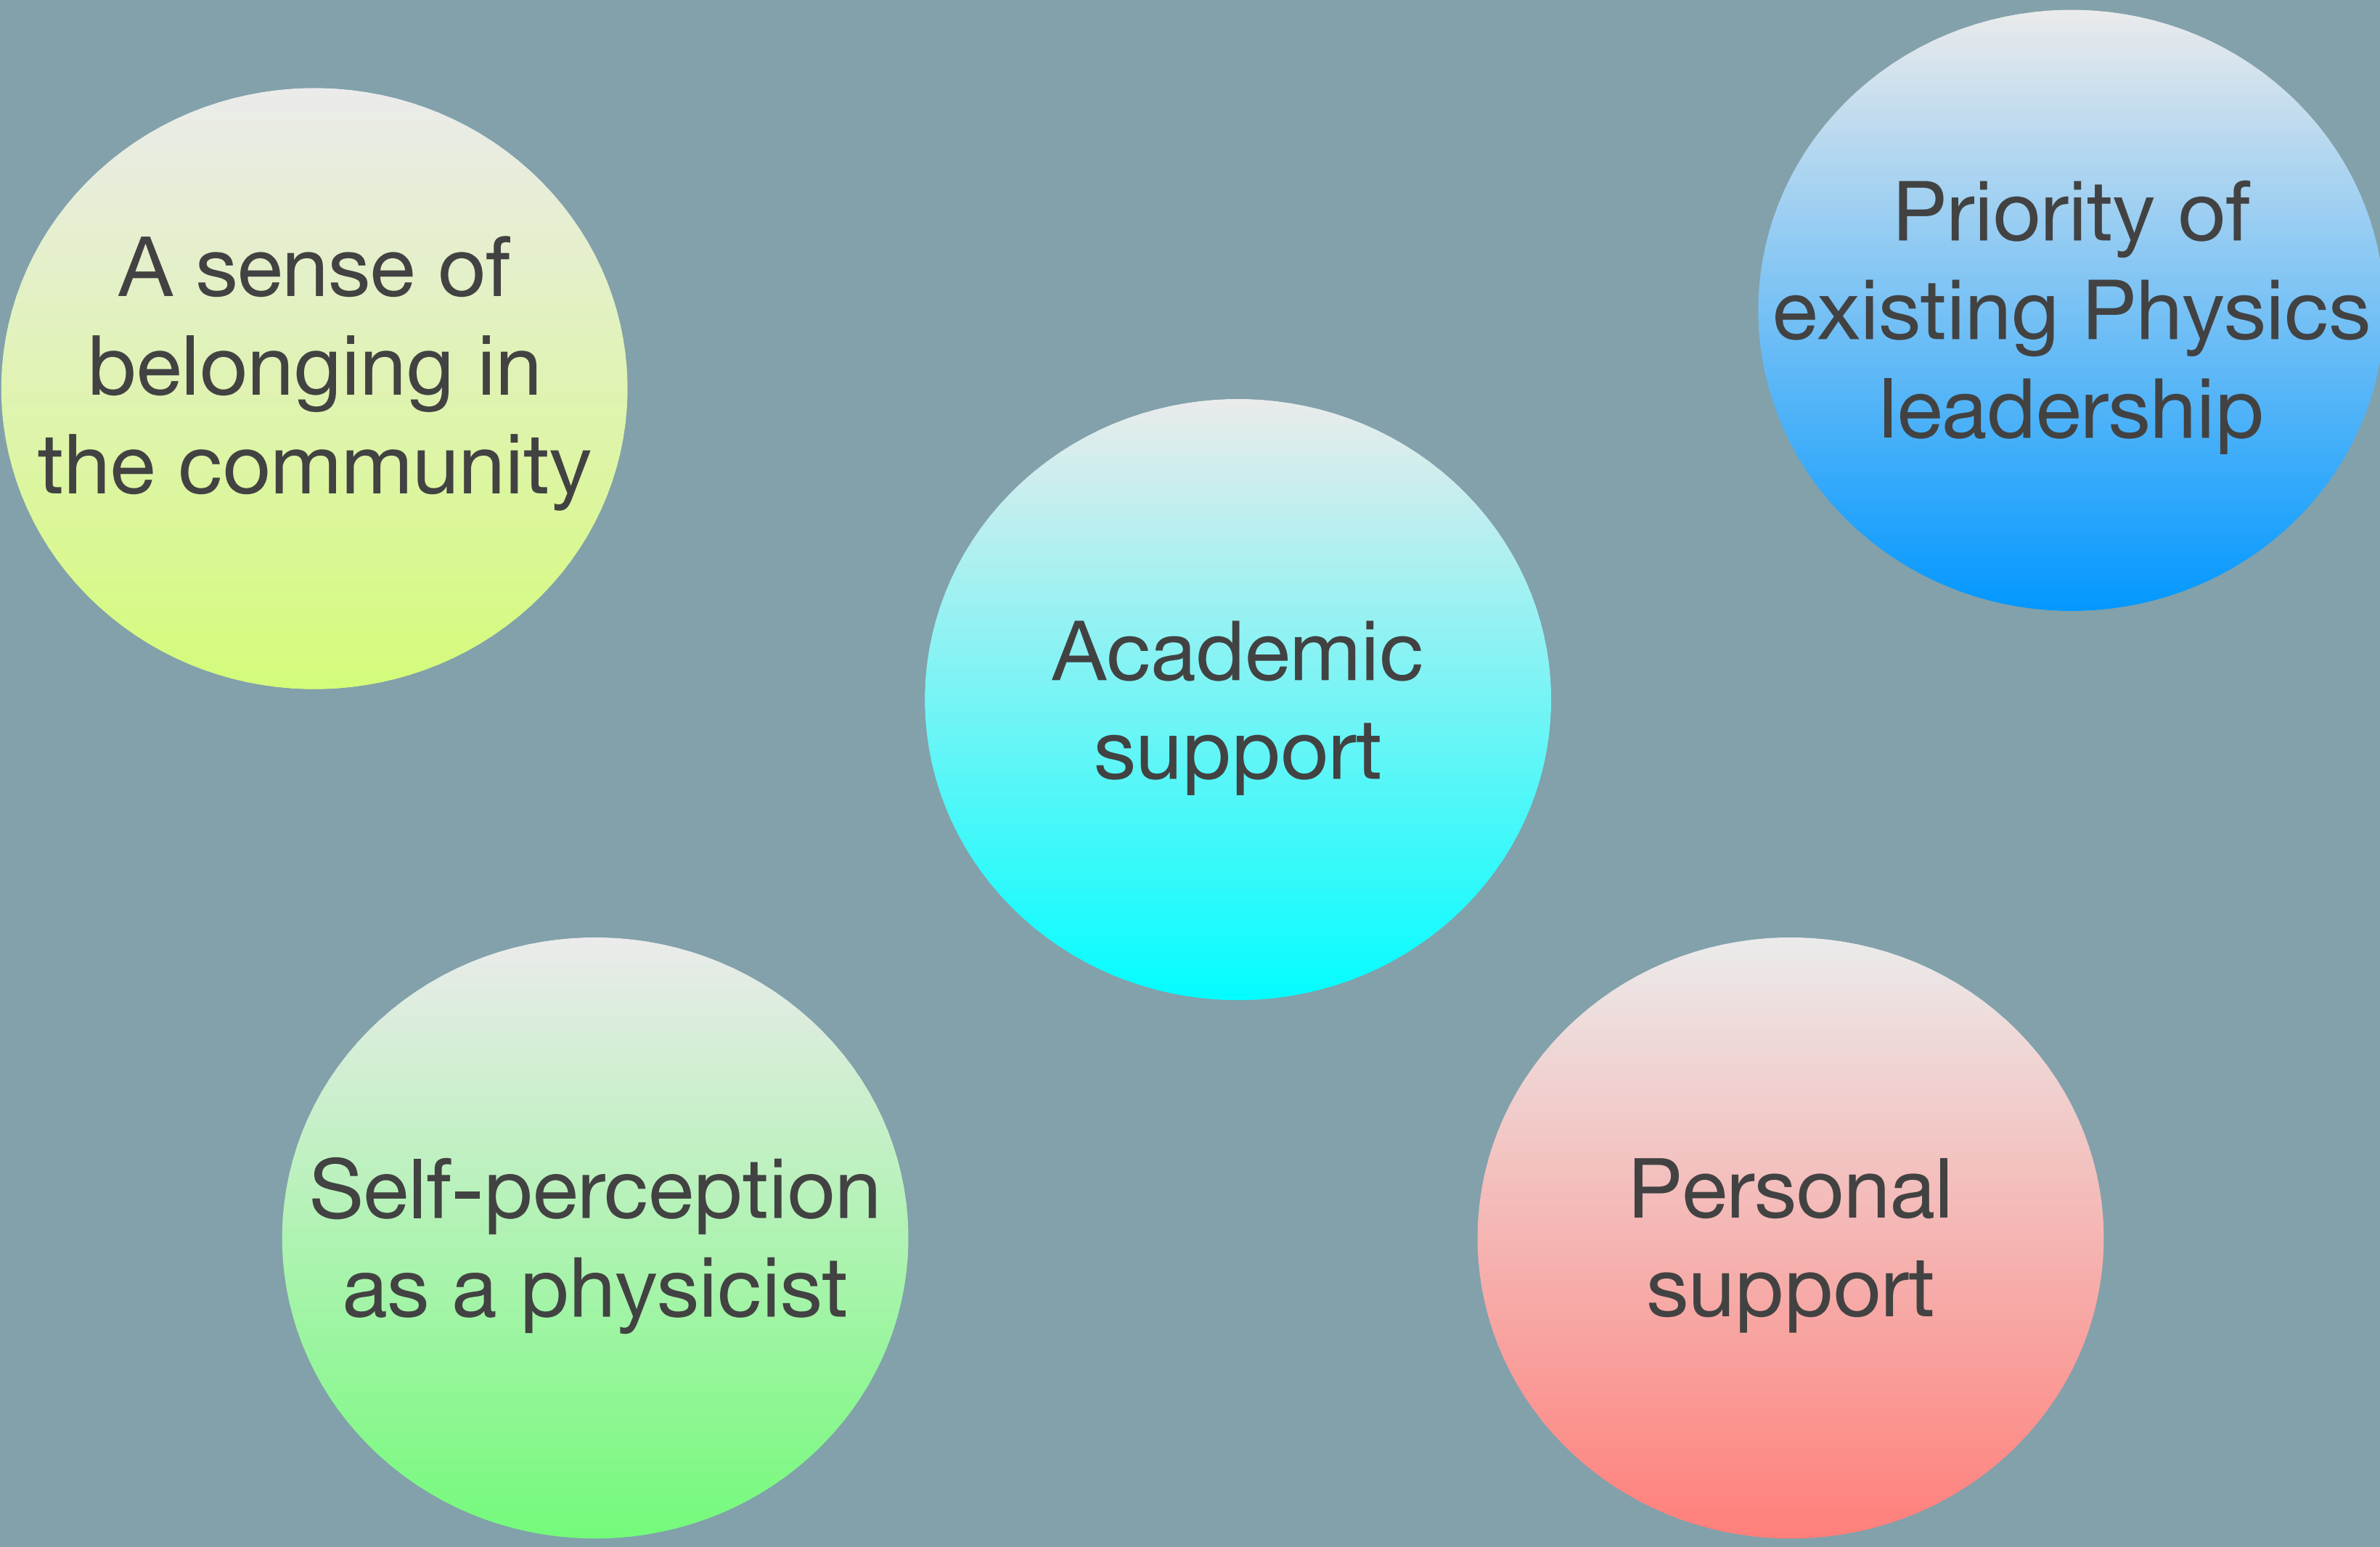 A sense of
belonging in
the community
Priority of
existing Physics
leadership
Academic
support
Self-perception
as a physicist
Personal
support